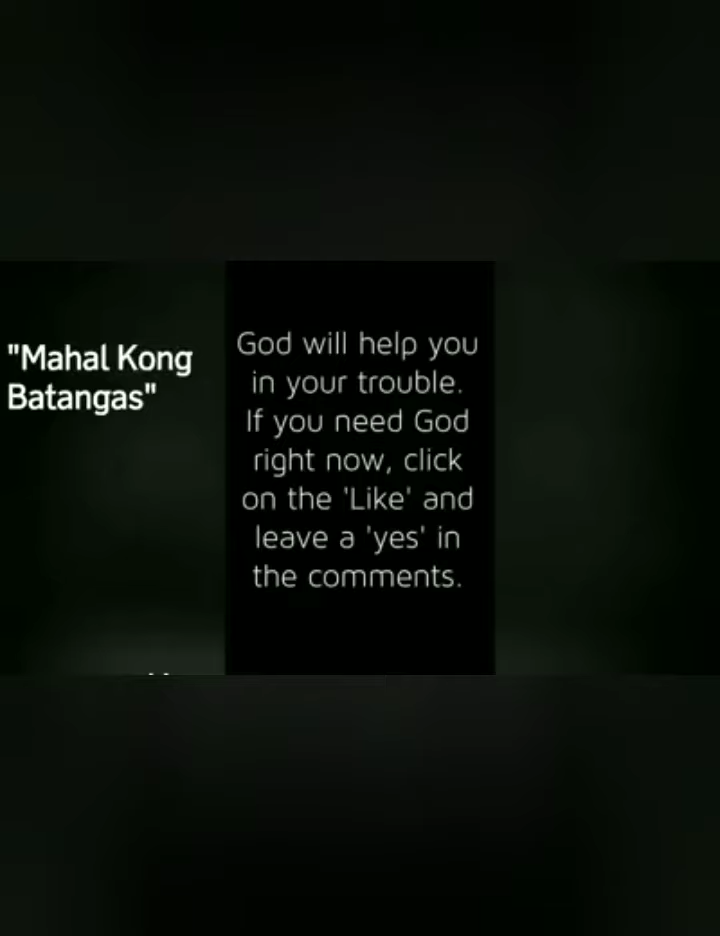 "Mahal Kong
Batangas"
God will help you
in your trouble.
If you need God
right now, click
on the 'Like' and
leave a 'yes' in
the comments.